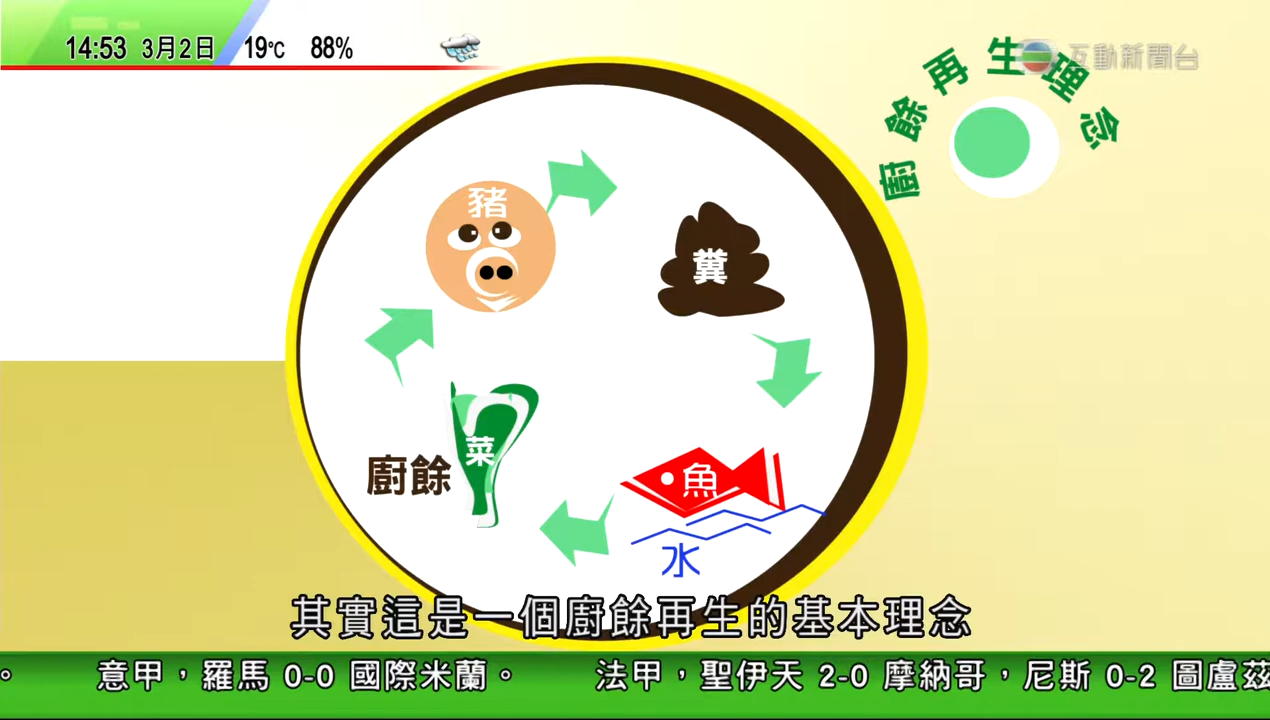 14:53 3月2日 19℃ 88%
互動新聞台
廚餘再生理念
豬
糞
菜
廚餘
魚
水
其實這是一個廚餘再生的基本理念
。 意甲，羅馬 0-0 國際米蘭。 法甲，聖伊天 2-0 摩納哥，尼斯 0-2 圖盧茲